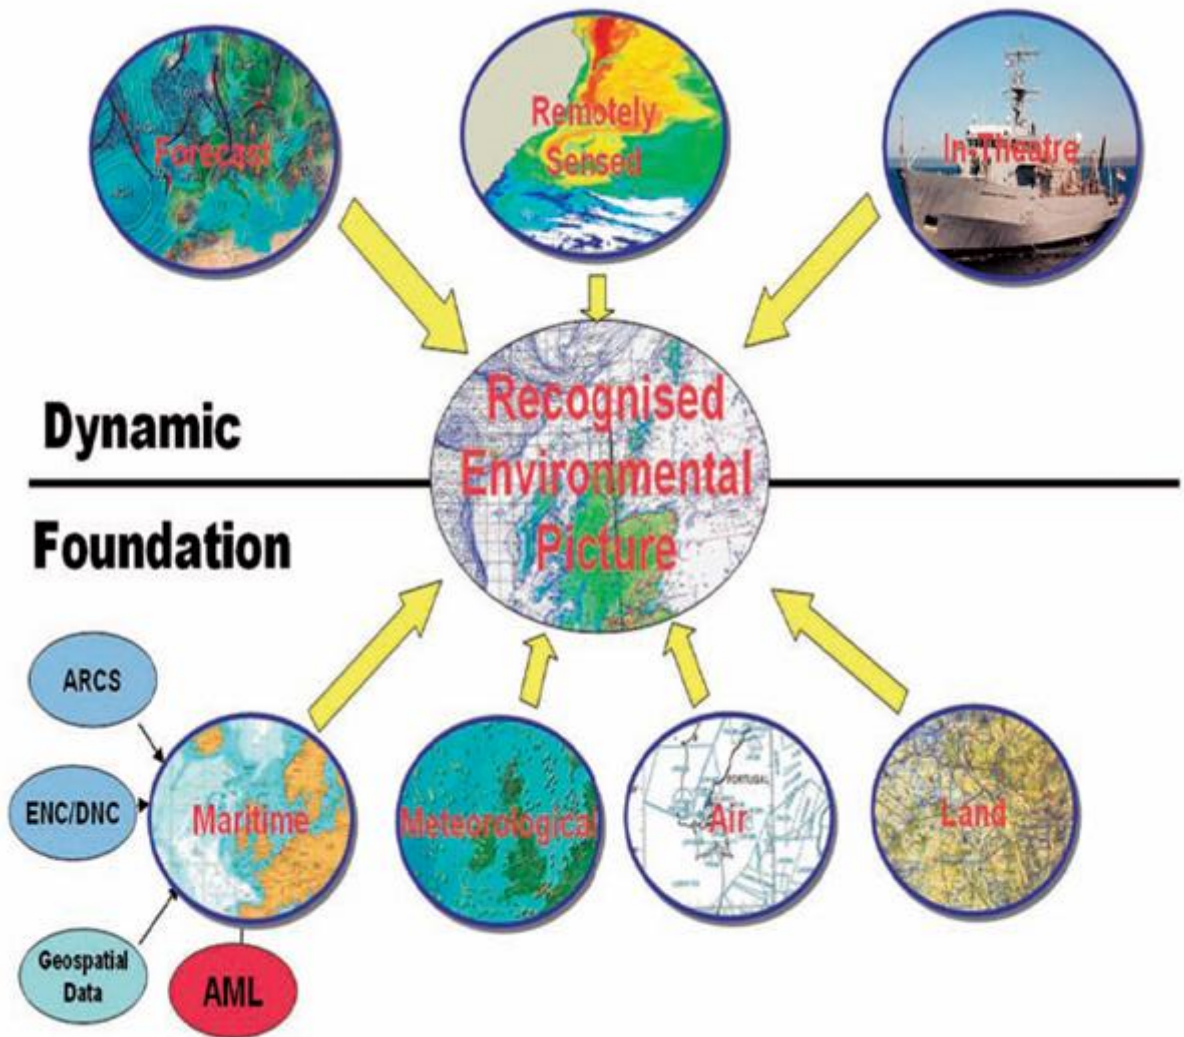 Forecast
Remotely
Sensed
In-Theatre
Recognised
Environmental
Picture
Dynamic
Foundation
ARCS
ENC/DNC
Geospatial
Data
AML
Maritime
Meteorological
PORTUGAL
Air
Land